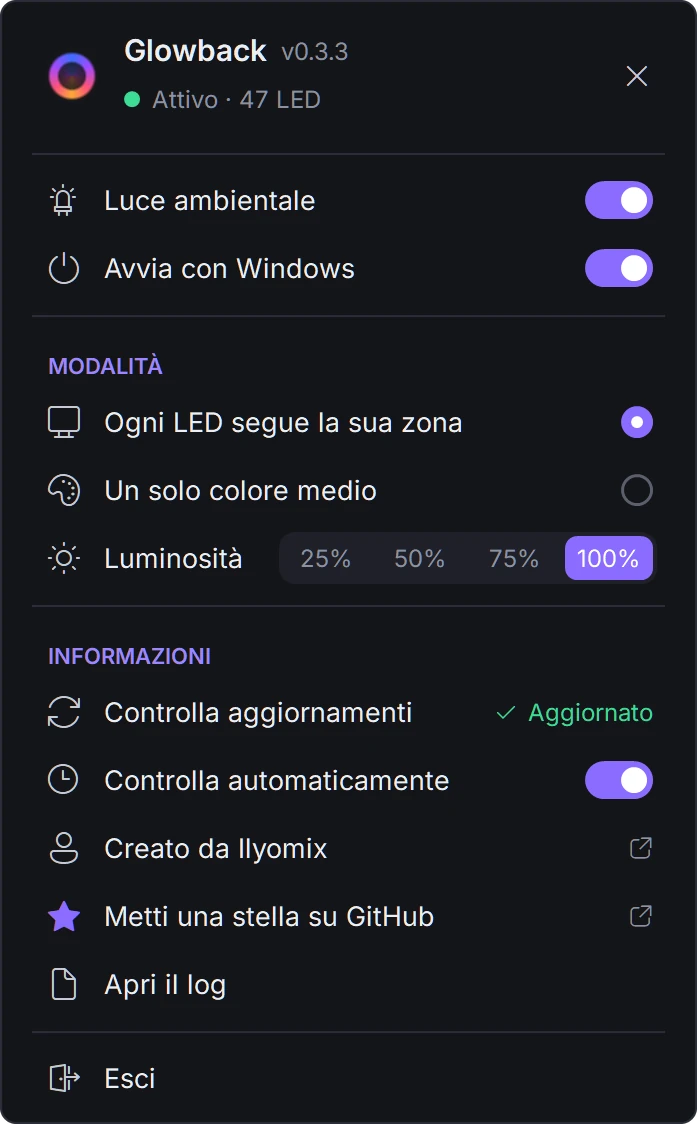 Glowback v0.3.3
Attivo · 47 LED
Luce ambientale
Avvia con Windows
MODALITÀ
Ogni LED segue la sua zona
Un solo colore medio
Luminosità 25% 50% 75% 100%
INFORMAZIONI
Controlla aggiornamenti Aggiornato
Controlla automaticamente
Creato da Ilyomix
Metti una stella su GitHub
Apri il log
Esci